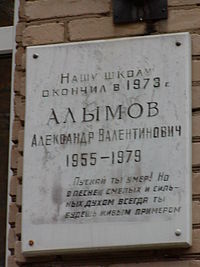 Нашу школу
окончил в 1973 г.
АЛЫМОВ
Александр Валентинович
1955–1979
Пускай ты умер! Но
в песнец смелых и силь-
ных духом всегда ты
будешь живым примером